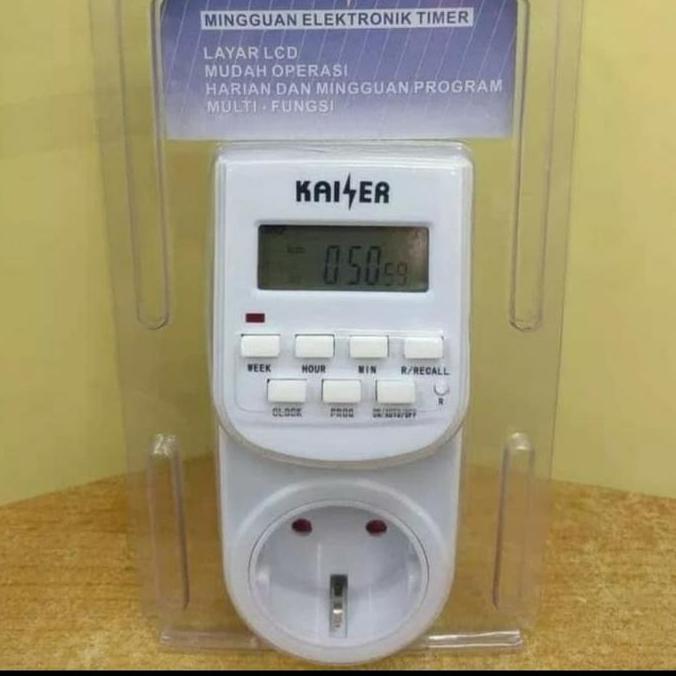 MINGGUAN ELEKTRONIK TIMER
LAYAR LCD
MUDAH OPERASI
HARIAN DAN MINGGUAN PROGRAM
MULTI - FUNGSI
KAISER
0:50 59
WEEK HOUR MIN R/RECALL
CLOCK PROG ON/AUTO/OFF R